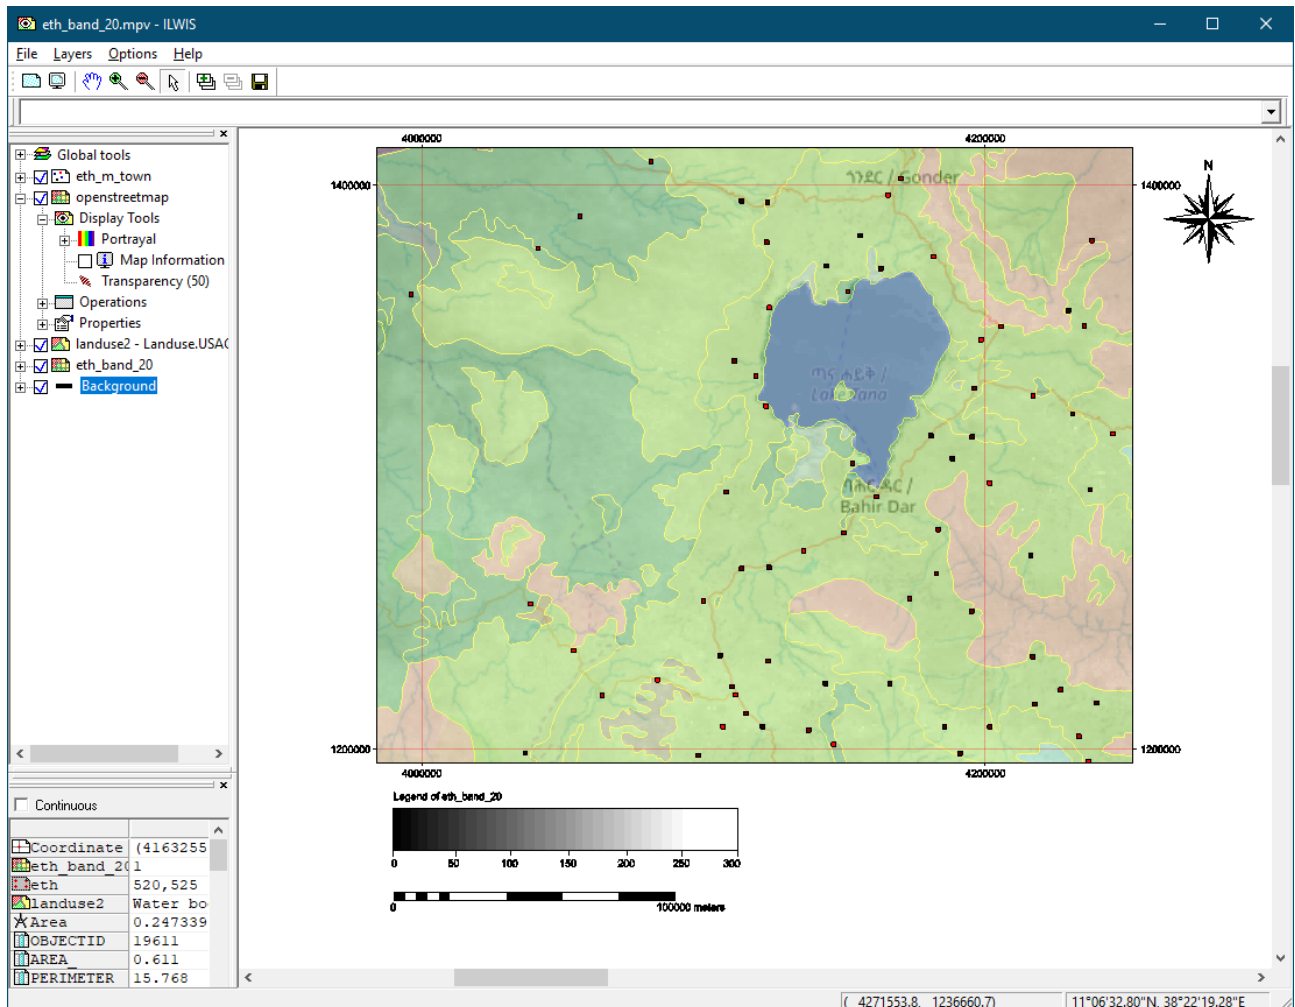 eth_band_20.mpv - ILWIS
File Layers Options Help
Global tools
eth_m_town
openstreetmap
Display Tools
Portrayal
Map Information
Transparency (50)
Operations
Properties
landuse2 - Landuse.USA
eth_band_20
Background
4000000 4200000
N
1400000 1400000
ጎንደር / Gonder
ጣና ሐይቅ /
Lake Tana
ባሕር ዳር /
Bahir Dar
1200000 1200000
4000000 4200000
Legend of eth_band_20
0 50 100 150 200 250 300
0 100000 meters
Continuous
Coordinate (4163255
eth_band_20 1
eth 520,525
landuse2 Water bo
Area 0.247339
OBJECTID 19611
AREA_ 0.611
PERIMETER 15.768
( 4271553.8, 1236660.7) 11°06'32.80"N, 38°22'19.28"E